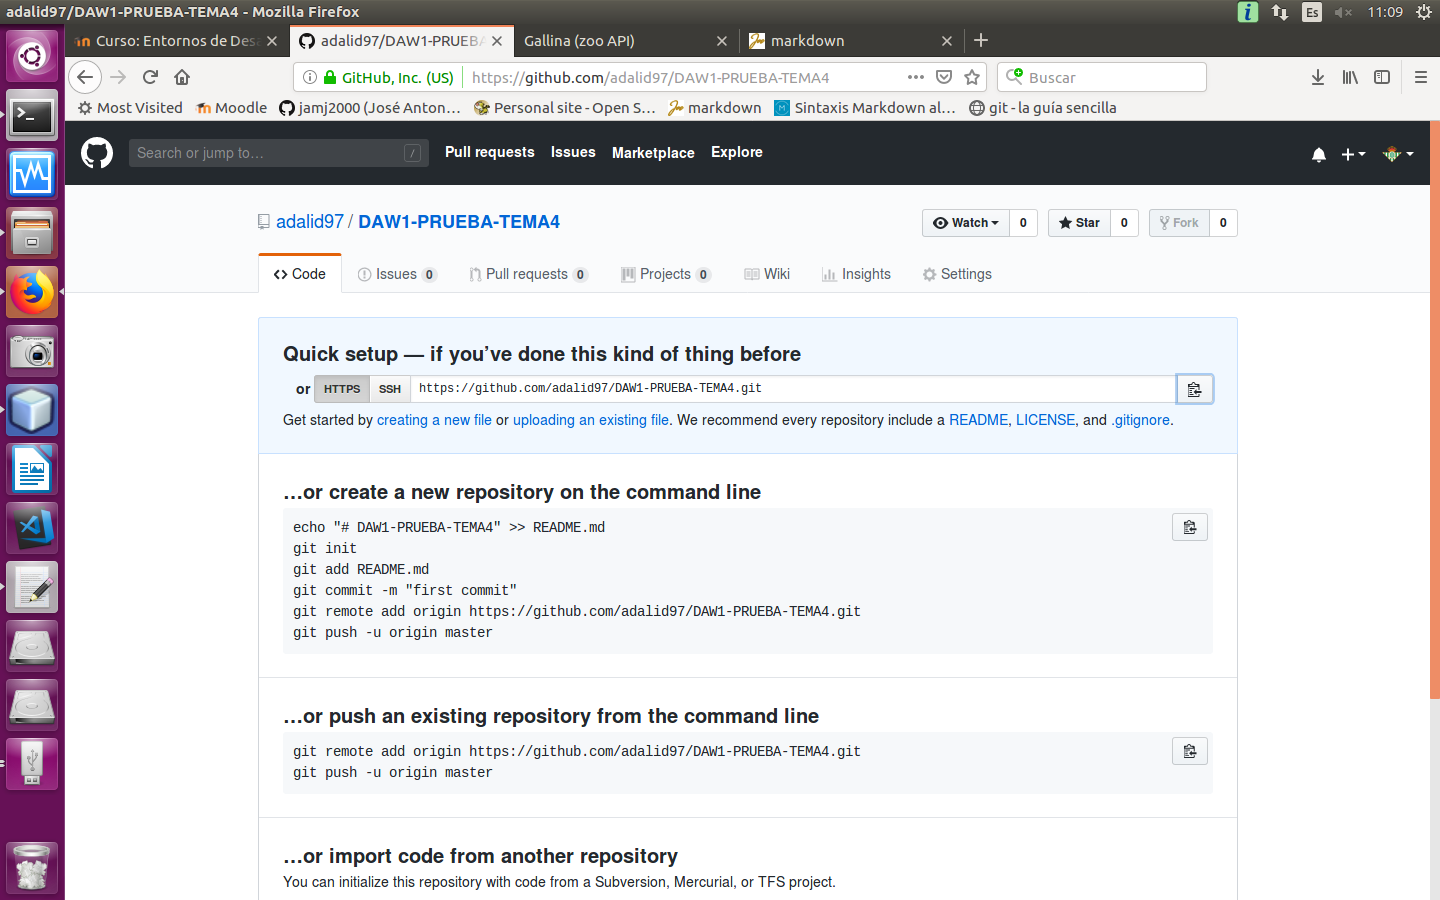 adalid97/DAW1-PRUEBA-TEMA4 - Mozilla Firefox
Es
11:09
Curso: Entornos de Des
adalid97/DAW1-PRUEB
Gallina (zoo API)
markdown
GitHub, Inc. (US)
https://github.com/adalid97/DAW1-PRUEBA-TEMA4
Buscar
Most Visited
Moodle
jamj2000 (José Anton…
Personal site - Open S…
markdown
Sintaxis Markdown al…
git - la guía sencilla
Search or jump to…
/
Pull requests
Issues
Marketplace
Explore
adalid97 / DAW1-PRUEBA-TEMA4
Watch
0
Star
0
Fork
0
Code
Issues 0
Pull requests 0
Projects 0
Wiki
Insights
Settings
Quick setup — if you’ve done this kind of thing before
or
HTTPS
SSH
https://github.com/adalid97/DAW1-PRUEBA-TEMA4.git
Get started by creating a new file or uploading an existing file. We recommend every repository include a README, LICENSE, and .gitignore.
…or create a new repository on the command line
echo "# DAW1-PRUEBA-TEMA4" >> README.md
git init
git add README.md
git commit -m "first commit"
git remote add origin https://github.com/adalid97/DAW1-PRUEBA-TEMA4.git
git push -u origin master
…or push an existing repository from the command line
git remote add origin https://github.com/adalid97/DAW1-PRUEBA-TEMA4.git
git push -u origin master
…or import code from another repository
You can initialize this repository with code from a Subversion, Mercurial, or TFS project.